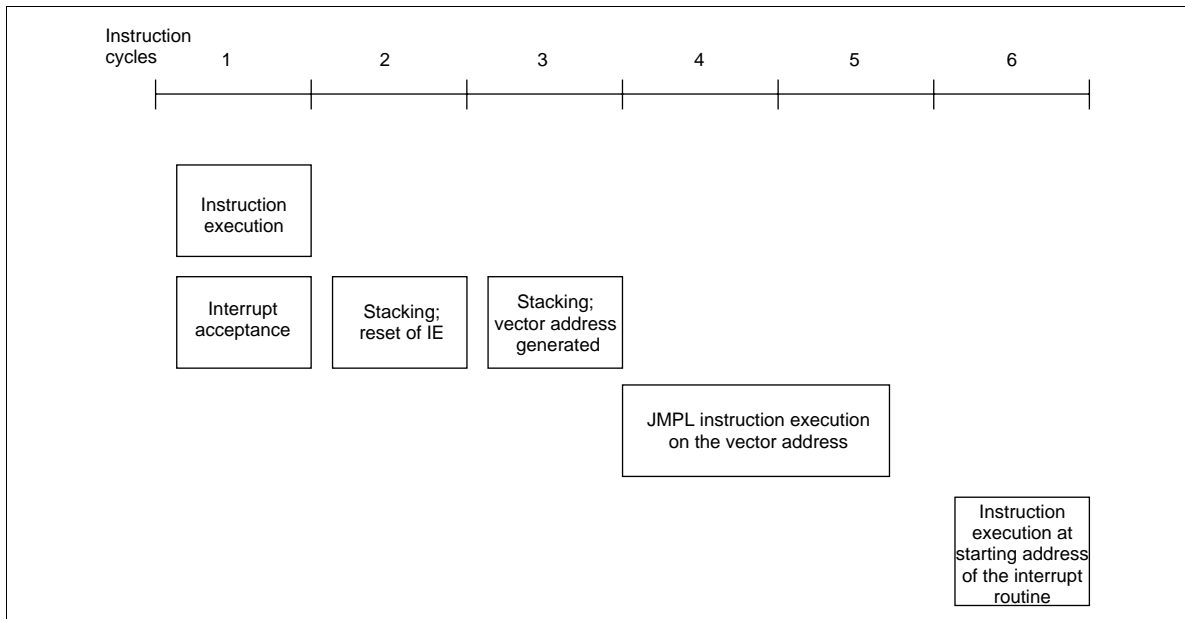 Instruction
cycles
1 2 3 4 5 6
Instruction
execution
Interrupt
acceptance
Stacking;
reset of IE
Stacking;
vector address
generated
JMPL instruction execution
on the vector address
Instruction
execution at
starting address
of the interrupt
routine